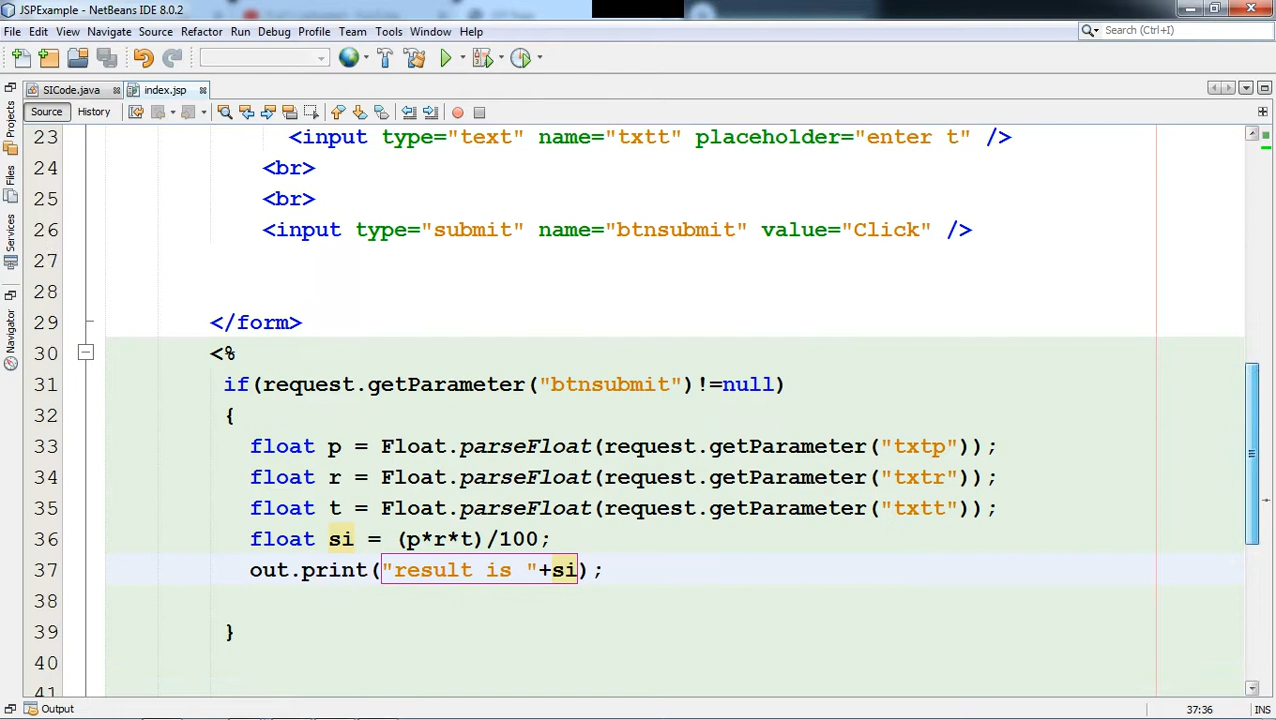 JSPExample - NetBeans IDE 8.0.2
File Edit View Navigate Source Refactor Run Debug Profile Team Tools Window Help
Search (Ctrl+I)
SICode.java index.jsp
Source History
Projects
Files
Services
Navigator
23 <input type="text" name="txtt" placeholder="enter t" />
24 <br>
25 <br>
26 <input type="submit" name="btnsubmit" value="Click" />
27
28
29 </form>
30 <%
31 if(request.getParameter("btnsubmit")!=null)
32 {
33 float p = Float.parseFloat(request.getParameter("txtp"));
34 float r = Float.parseFloat(request.getParameter("txtr"));
35 float t = Float.parseFloat(request.getParameter("txtt"));
36 float si = (p*r*t)/100;
37 out.print("result is "+si);
38
39 }
40
41
Output
37:36 INS